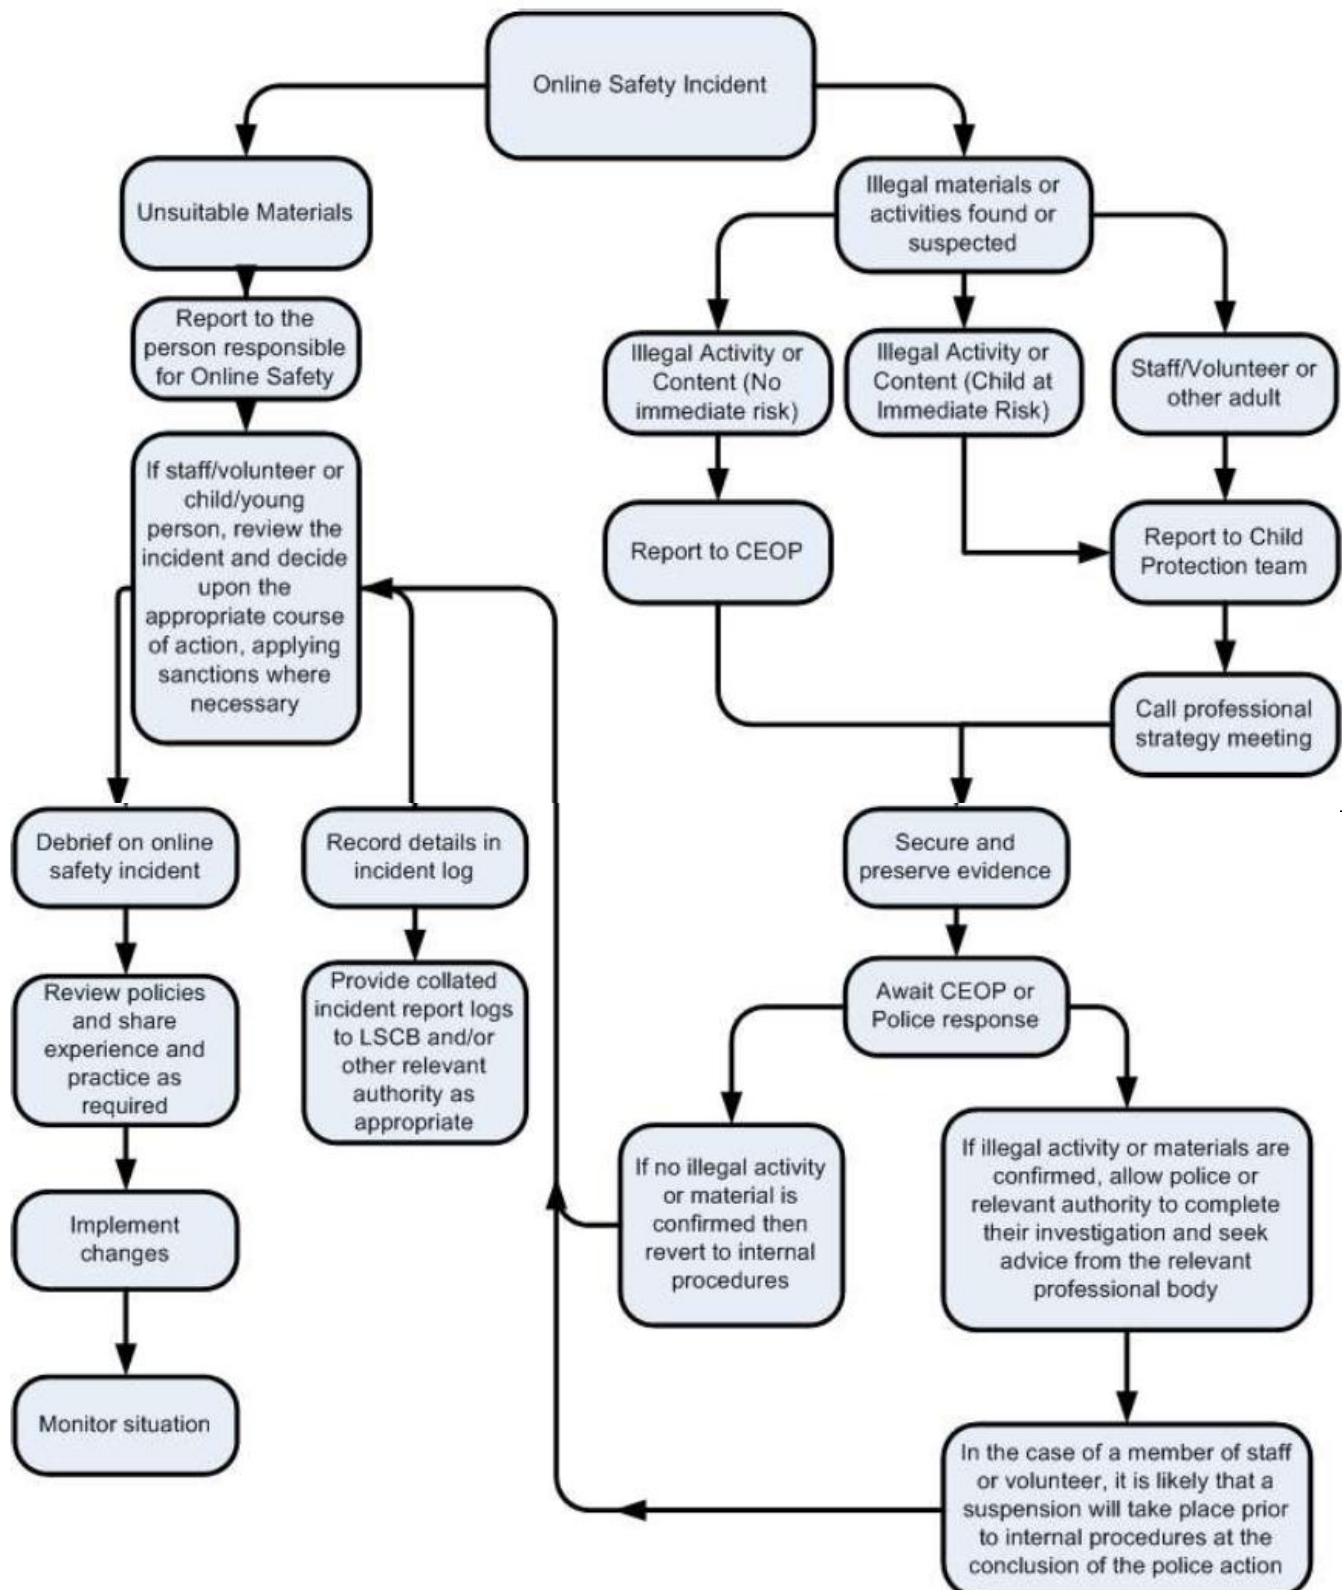 Online Safety Incident
Unsuitable Materials
Illegal materials or
activities found or
suspected
Report to the
person responsible
for Online Safety
Illegal Activity or
Content (No
immediate risk)
Illegal Activity or
Content (Child at
Immediate Risk)
Staff/Volunteer or
other adult
If staff/volunteer or
child/young
person, review the
incident and decide
upon the
appropriate course
of action, applying
sanctions where
necessary
Report to CEOP
Report to Child
Protection team
Call professional
strategy meeting
Debrief on online
safety incident
Record details in
incident log
Secure and
preserve evidence
Review policies
and share
experience and
practice as
required
Provide collated
incident report logs
to LSCB and/or
other relevant
authority as
appropriate
Await CEOP or
Police response
If no illegal activity
or material is
confirmed then
revert to internal
procedures
If illegal activity or materials are
confirmed, allow police or
relevant authority to complete
their investigation and seek
advice from the relevant
professional body
Implement
changes
Monitor situation
In the case of a member of staff
or volunteer, it is likely that a
suspension will take place prior
to internal procedures at the
conclusion of the police action